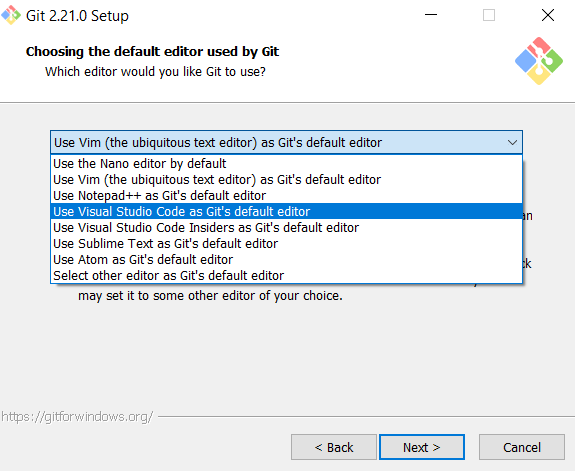 Git 2.21.0 Setup
Choosing the default editor used by Git
Which editor would you like Git to use?
Use Vim (the ubiquitous text editor) as Git's default editor
Use the Nano editor by default
Use Vim (the ubiquitous text editor) as Git's default editor
Use Notepad++ as Git's default editor
Use Visual Studio Code as Git's default editor
an
Use Visual Studio Code Insiders as Git's default editor
Use Sublime Text as Git's default editor
Use Atom as Git's default editor
ck
Select other editor as Git's default editor
may set it to some other editor of your choice.
https://gitforwindows.org/
< Back
Next >
Cancel